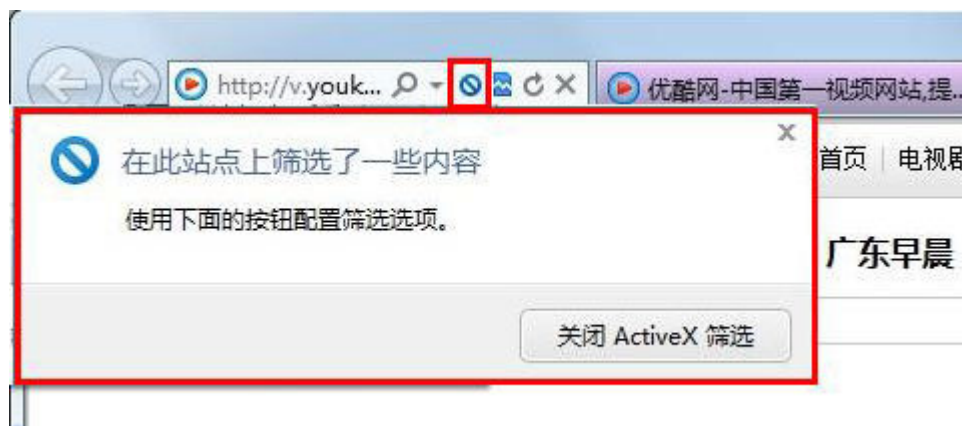 http://v.youk...
优酷网-中国第一视频网站,提...
在此站点上筛选了一些内容
使用下面的按钮配置筛选选项。
关闭 ActiveX 筛选
首页
电视剧
广东早晨